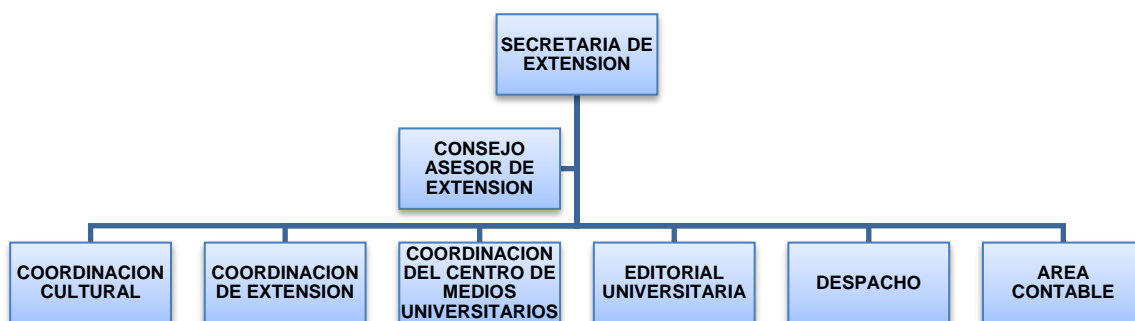 SECRETARIA DE
EXTENSION
CONSEJO
ASESOR DE
EXTENSION
COORDINACION
CULTURAL
COORDINACION
DE EXTENSION
COORDINACION
DEL CENTRO DE
MEDIOS
UNIVERSITARIOS
EDITORIAL
UNIVERSITARIA
DESPACHO
AREA
CONTABLE